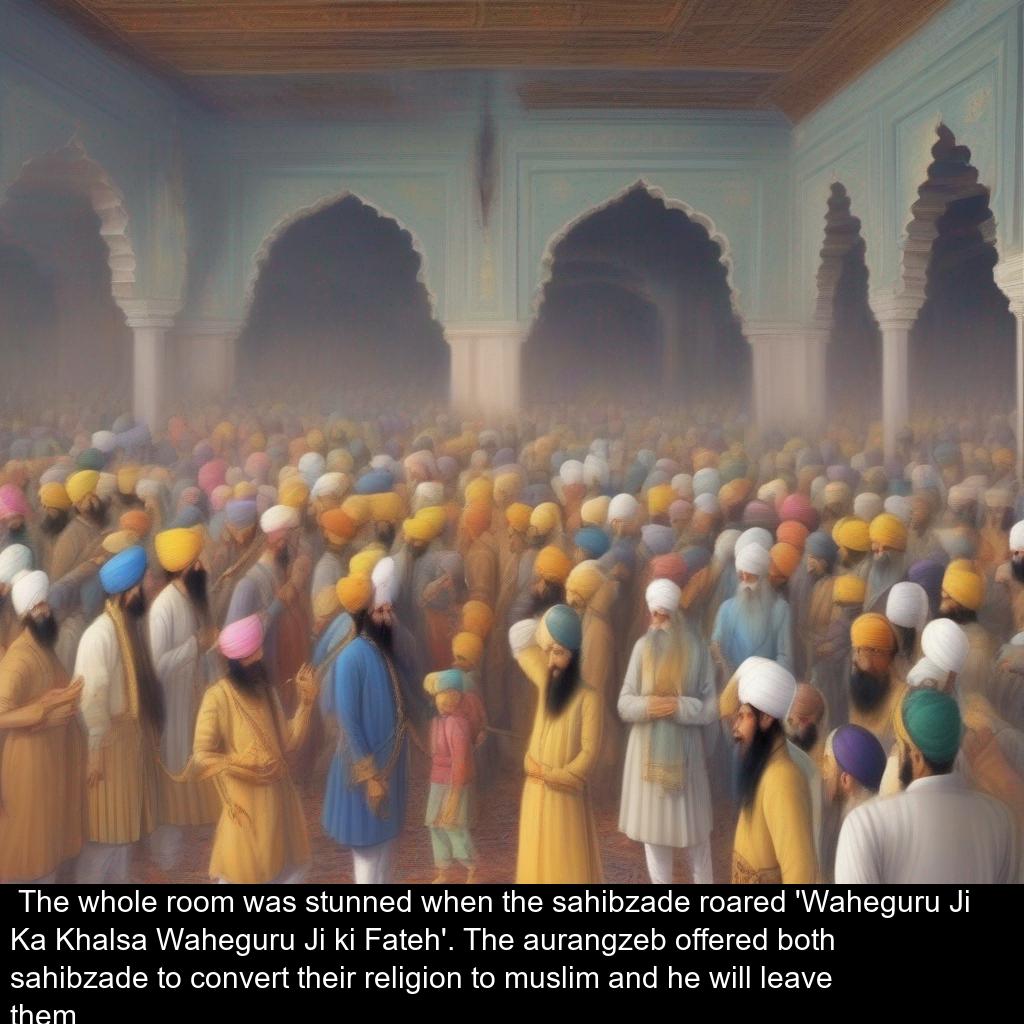 The whole room was stunned when the sahibzade roared 'Waheguru Ji
Ka Khalsa Waheguru Ji ki Fateh'. The aurangzeb offered both
sahibzade to convert their religion to muslim and he will leave
them